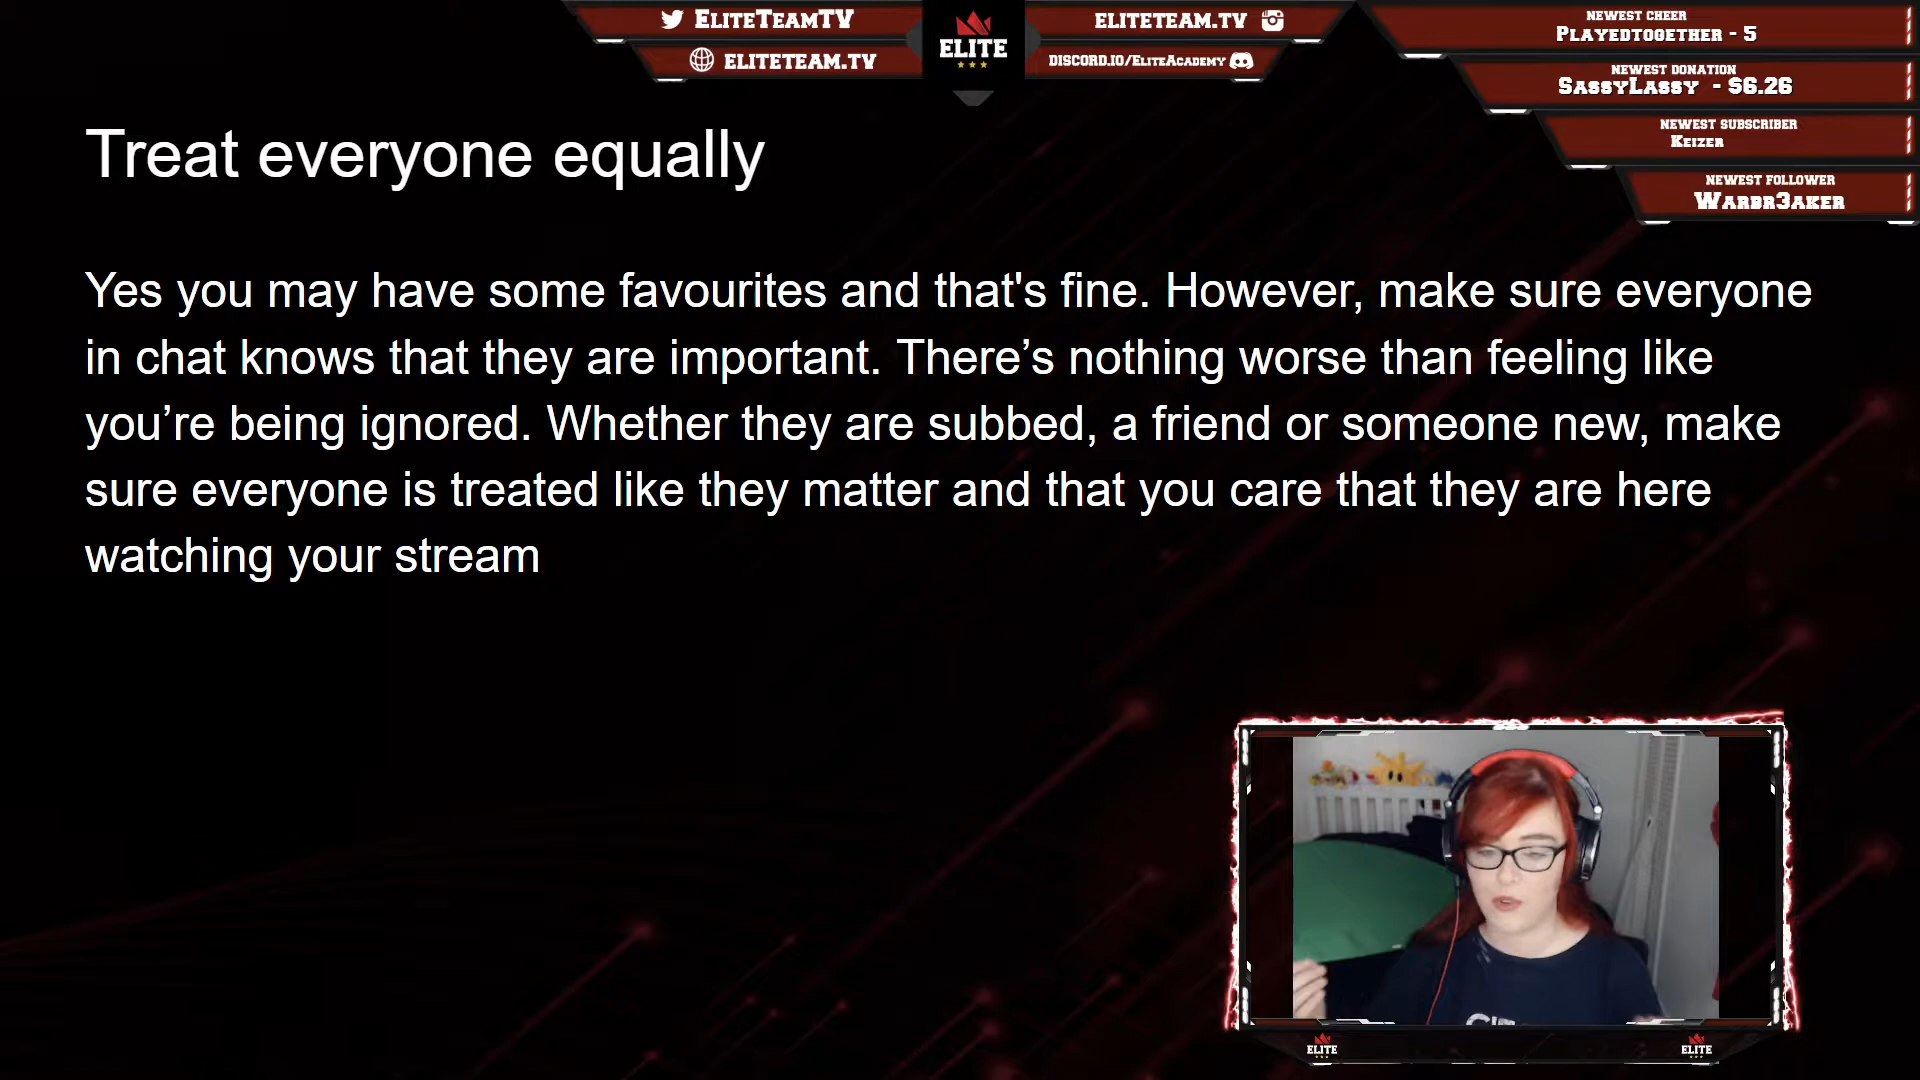 EliteTeamTV
eliteteam.tv
ELITE
eliteteam.tv
discord.io/EliteAcademy
Newest Cheer
Playedtogether - 5
Newest Donation
SassyLassy - $6.26
Newest Subscriber
Keizer
Newest Follower
Warbr3aker
Treat everyone equally
Yes you may have some favourites and that's fine. However, make sure everyone
in chat knows that they are important. There’s nothing worse than feeling like
you’re being ignored. Whether they are subbed, a friend or someone new, make
sure everyone is treated like they matter and that you care that they are here
watching your stream
ELITE
ELITE